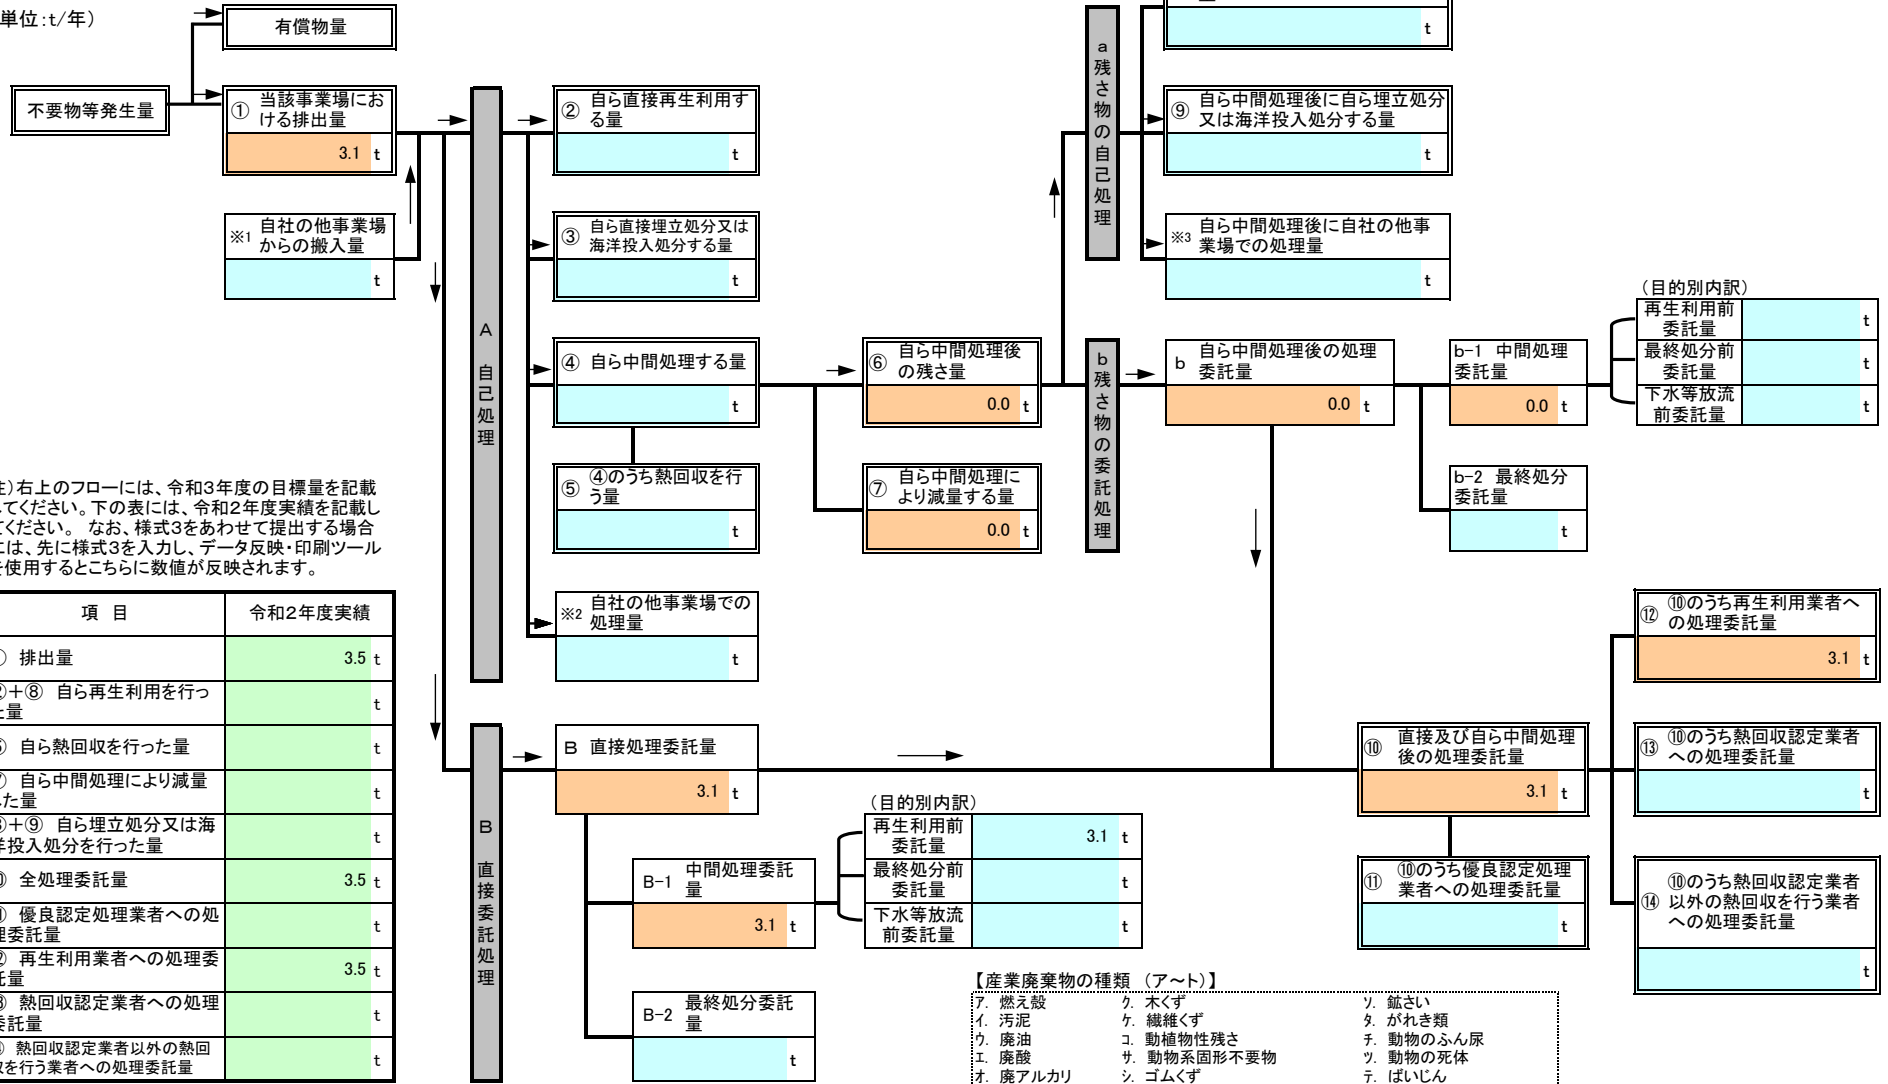 単位:t/年)
有償物量
不要物等発生量
① 当該事業場にお
ける排出量
3.1 t
※1 自社の他事業場
からの搬入量
t
A 自己処理
② 自ら直接再生利用す
る量
t
③ 自ら直接埋立処分又は
海洋投入処分する量
t
④ 自ら中間処理する量
t
⑤ ④のうち熱回収を行
う量
t
※2 自社の他事業場での
処理量
t
⑥ 自ら中間処理後
の残さ量
0.0 t
⑦ 自ら中間処理に
より減量する量
0.0 t
a 残さ物の自己処理
t
⑨ 自ら中間処理後に自ら埋立処分
又は海洋投入処分する量
t
※3 自ら中間処理後に自社の他事
業場での処理量
t
b 残さ物の委託処理
b 自ら中間処理後の処理
委託量
0.0 t
b-1 中間処理
委託量
0.0 t
b-2 最終処分
委託量
t
(目的別内訳)
再生利用前
委託量
t
最終処分前
委託量
t
下水等放流
前委託量
t
)右上のフローには、令和3年度の目標量を記載
てください。下の表には、令和2年度実績を記載し
ください。 なお、様式3をあわせて提出する場合
は、先に様式3を入力し、データ反映・印刷ツール
使用するとこちらに数値が反映されます。
項 目 令和2年度実績
排出量 3.5 t
+⑧ 自ら再生利用を行っ
量
t
自ら熱回収を行った量 t
自ら中間処理により減量
た量
t
+⑨ 自ら埋立処分又は海
投入処分を行った量
t
全処理委託量 3.5 t
優良認定処理業者への処
委託量
t
再生利用業者への処理委
量
3.5 t
熱回収認定業者への処理
託量
t
熱回収認定業者以外の熱回
を行う業者への処理委託量
t
B 直接委託処理
B 直接処理委託量
3.1 t
B-1 中間処理委託
量
3.1 t
B-2 最終処分委託
量
t
(目的別内訳)
再生利用前
委託量
3.1 t
最終処分前
委託量
t
下水等放流
前委託量
t
⑩ 直接及び自ら中間処理
後の処理委託量
3.1 t
⑪ ⑩のうち優良認定処理
業者への処理委託量
t
⑫ ⑩のうち再生利用業者へ
の処理委託量
3.1 t
⑬ ⑩のうち熱回収認定業者
への処理委託量
t
⑭ ⑩のうち熱回収認定業者
以外の熱回収を行う業者
への処理委託量
t
【産業廃棄物の種類 (ア~ト)】
ア. 燃え殻 ク. 木くず ソ. 鉱さい
イ. 汚泥 ケ. 繊維くず タ. がれき類
ウ. 廃油 コ. 動植物性残さ チ. 動物のふん尿
エ. 廃酸 サ. 動物系固形不要物 ツ. 動物の死体
オ. 廃アルカリ シ. ゴムくず テ. ばいじん